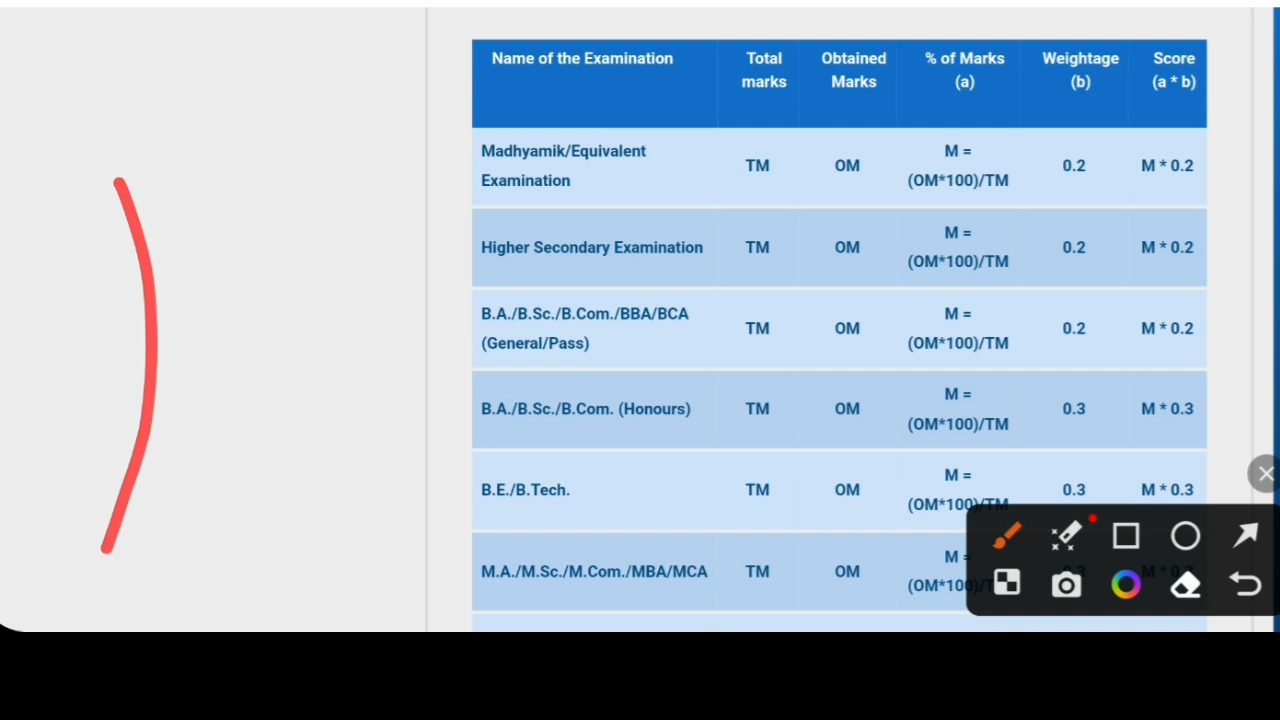 Name of the Examination
Total marks
Obtained Marks
% of Marks (a)
Weightage (b)
Score (a * b)
Madhyamik/Equivalent
Examination
TM
OM
M =
(OM*100)/TM
0.2
M * 0.2
Higher Secondary Examination
TM
OM
M =
(OM*100)/TM
0.2
M * 0.2
B.A./B.Sc./B.Com./BBA/BCA
(General/Pass)
TM
OM
M =
(OM*100)/TM
0.2
M * 0.2
B.A./B.Sc./B.Com. (Honours)
TM
OM
M =
(OM*100)/TM
0.3
M * 0.3
B.E./B.Tech.
TM
OM
M =
(OM*100)/TM
0.3
M * 0.3
M.A./M.Sc./M.Com./MBA/MCA
TM
OM
M =